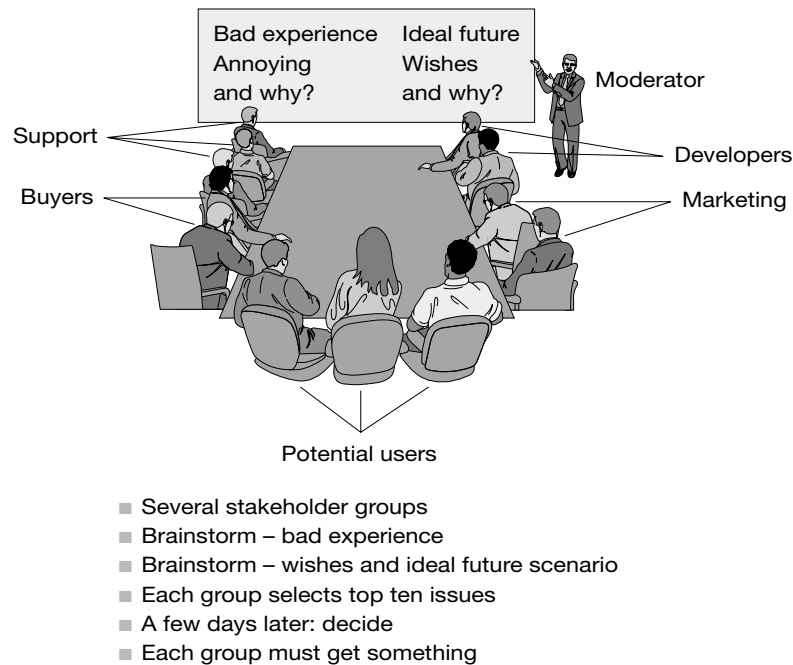 Bad experience
Annoying
and why?
Ideal future
Wishes
and why?
Moderator
Support
Developers
Buyers
Marketing
Potential users
Several stakeholder groups
Brainstorm – bad experience
Brainstorm – wishes and ideal future scenario
Each group selects top ten issues
A few days later: decide
Each group must get something